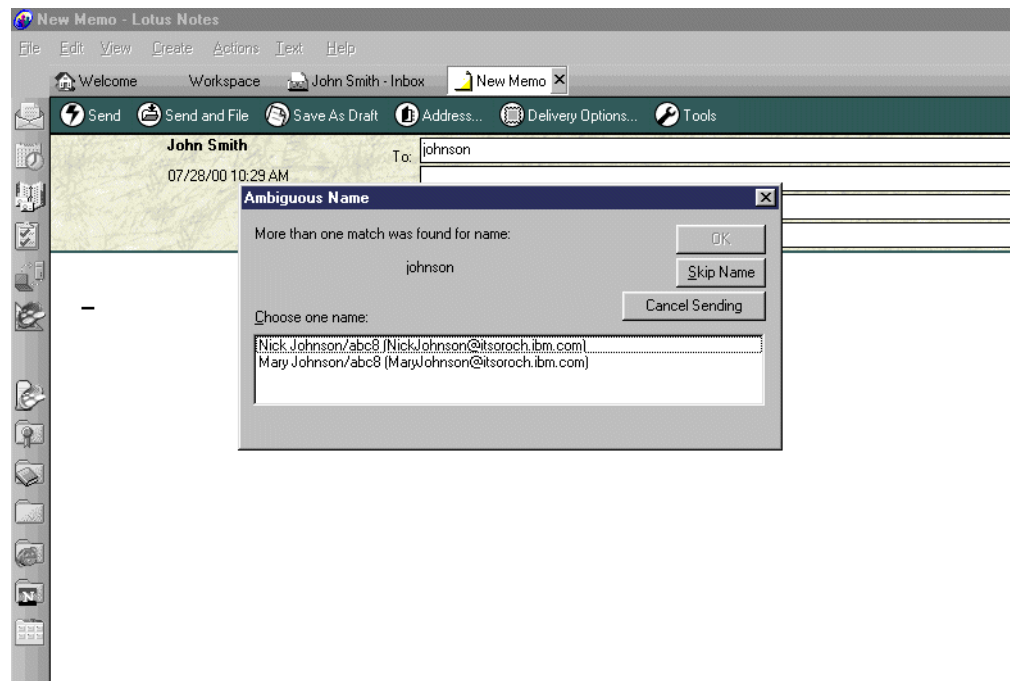 New Memo - Lotus Notes
File Edit View Create Actions Text Help
Welcome Workspace John Smith - Inbox New Memo
Send Send and File Save As Draft Address... Delivery Options... Tools
John Smith To: johnson
07/28/00 10:29 AM
Ambiguous Name
More than one match was found for name:
OK
johnson
Skip Name
Cancel Sending
Choose one name:
Nick Johnson/abc8 (NickJohnson@itsoroch.ibm.com)
Mary Johnson/abc8 (MaryJohnson@itsoroch.ibm.com)
N